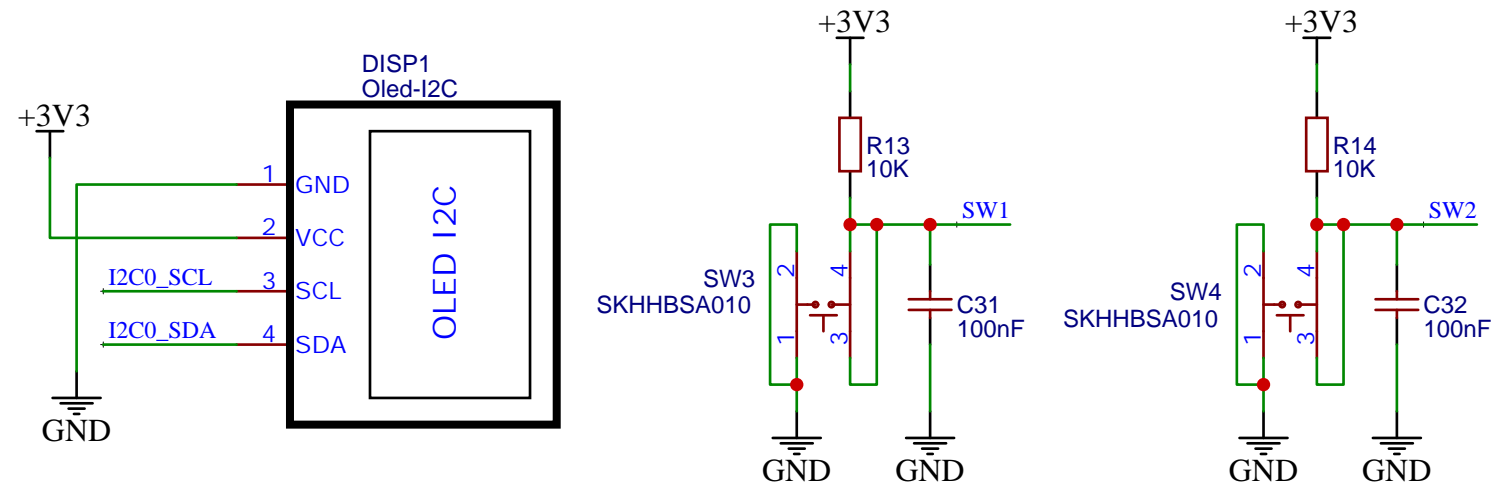 DISP1
Oled-I2C
+3V3
1
GND
2
VCC
I2C0_SCL
3
SCL
I2C0_SDA
4
SDA
OLED I2C
GND
+3V3
R13
10K
SW1
SW3
SKHHBSA010
2
4
1
3
C31
100nF
GND
GND
+3V3
R14
10K
SW2
SW4
SKHHBSA010
2
4
1
3
C32
100nF
GND
GND